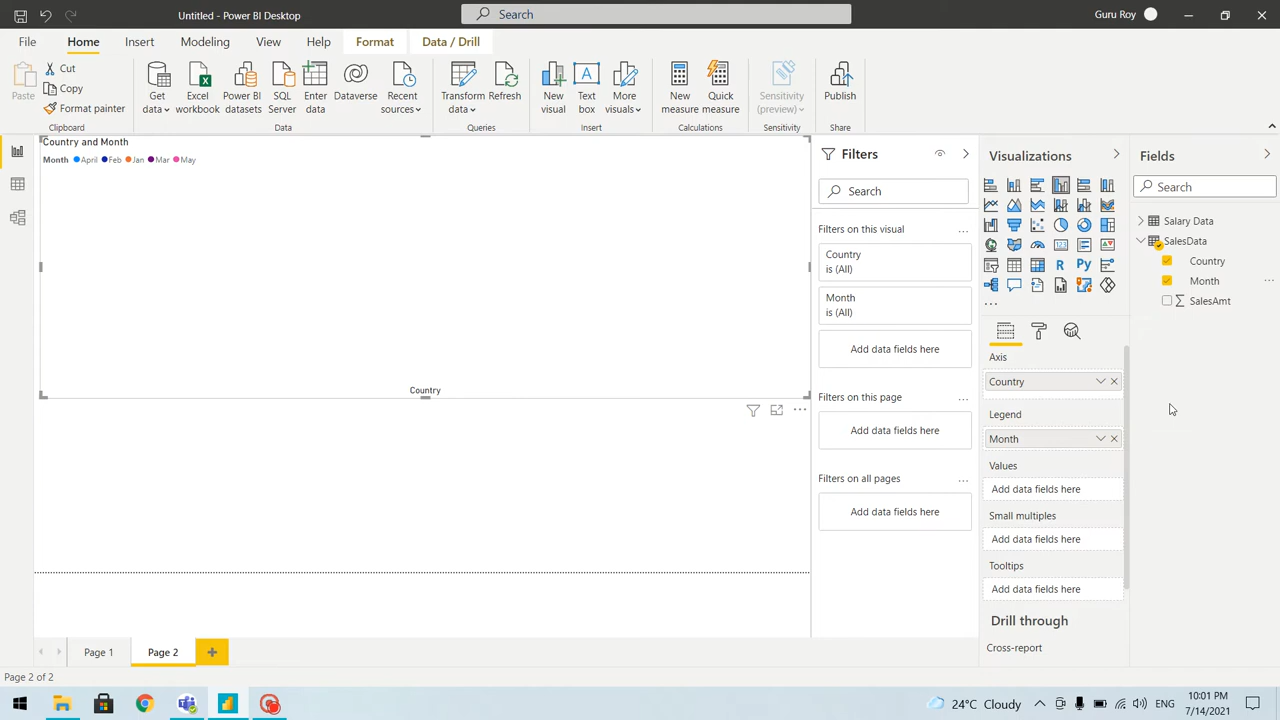 Untitled - Power BI Desktop
Search
Guru Roy
File
Home
Insert
Modeling
View
Help
Format
Data / Drill
Paste
Cut
Copy
Format painter
Clipboard
Get data
Excel workbook
Power BI datasets
SQL Server
Enter data
Dataverse
Recent sources
Data
Transform data
Refresh
Queries
New visual
Text box
More visuals
Insert
New measure
Quick measure
Calculations
Sensitivity (preview)
Sensitivity
Publish
Share
Country and Month
Month April Feb Jan Mar May
Country
Filters
Search
Filters on this visual
Country
is (All)
Month
is (All)
Add data fields here
Filters on this page
Add data fields here
Filters on all pages
Add data fields here
Visualizations
R
Py
123
Axis
Country
Legend
Month
Values
Add data fields here
Small multiples
Add data fields here
Tooltips
Add data fields here
Drill through
Cross-report
Fields
Search
Salary Data
SalesData
Country
Month
Σ SalesAmt
Page 1
Page 2
Page 2 of 2
24°C Cloudy
ENG
10:01 PM
7/14/2021